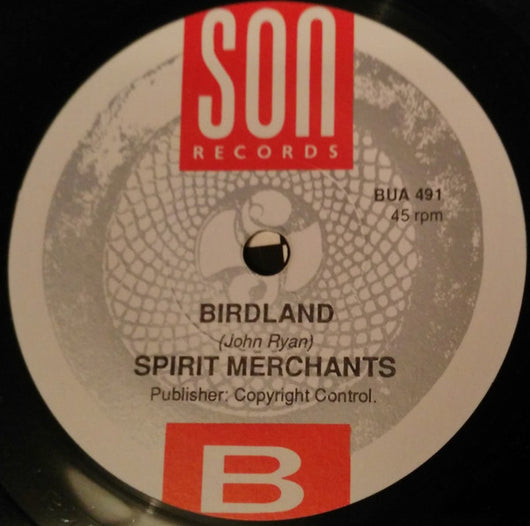 SON
RECORDS
BUA 491
45 rpm
BIRDLAND
(John Ryan)
SPIRIT MERCHANTS
Publisher: Copyright Control.
B